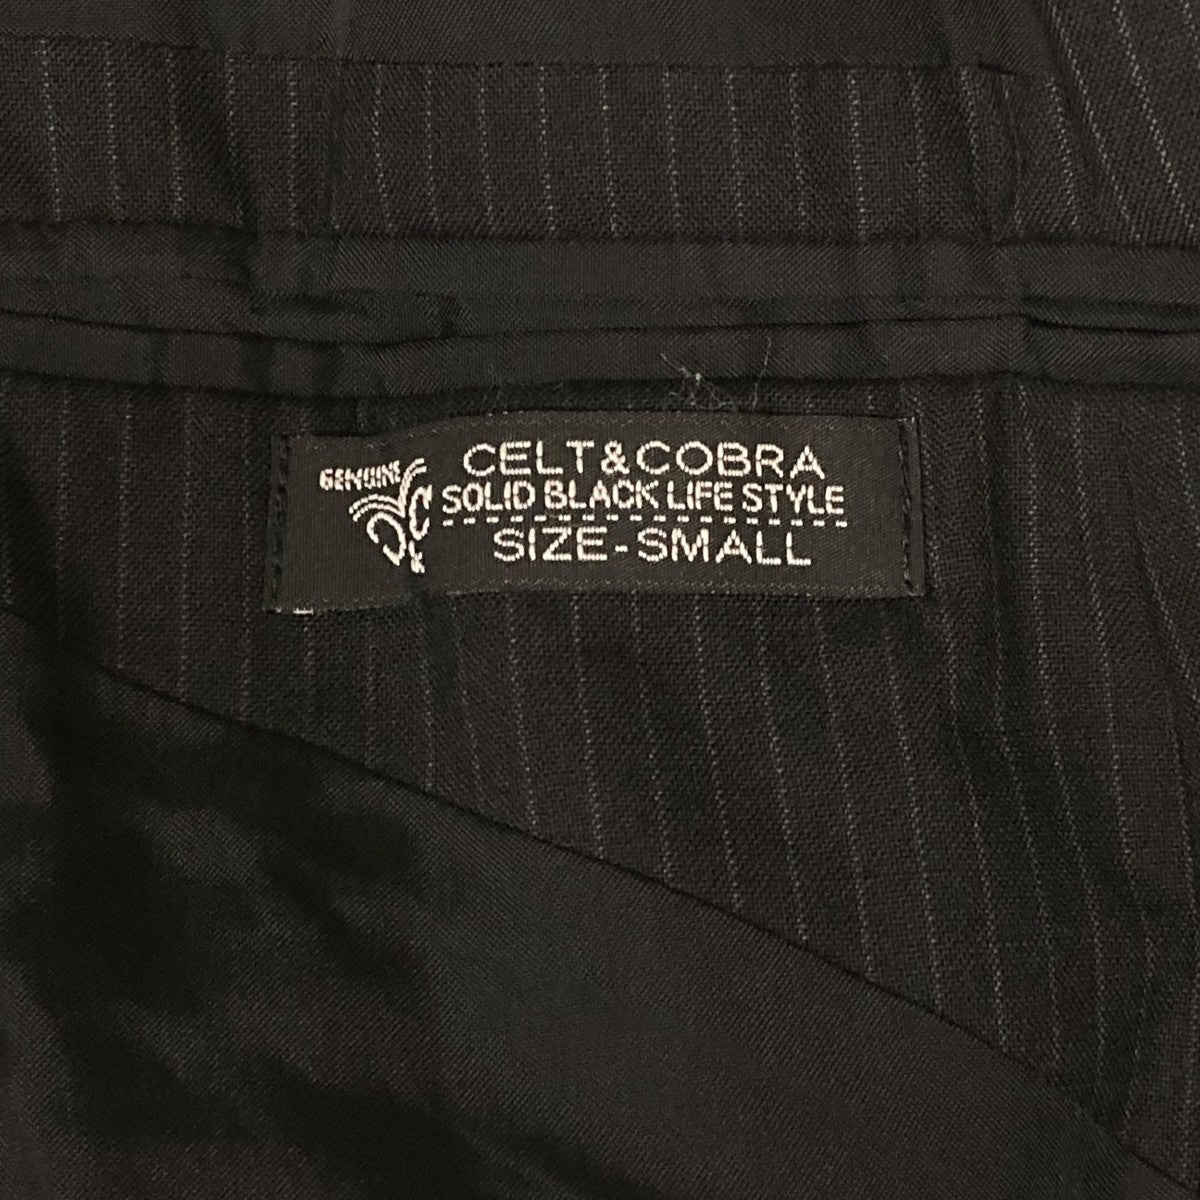 GENUINE
C&C
CELT&COBRA
SOLID BLACK LIFE STYLE
SIZE-SMALL